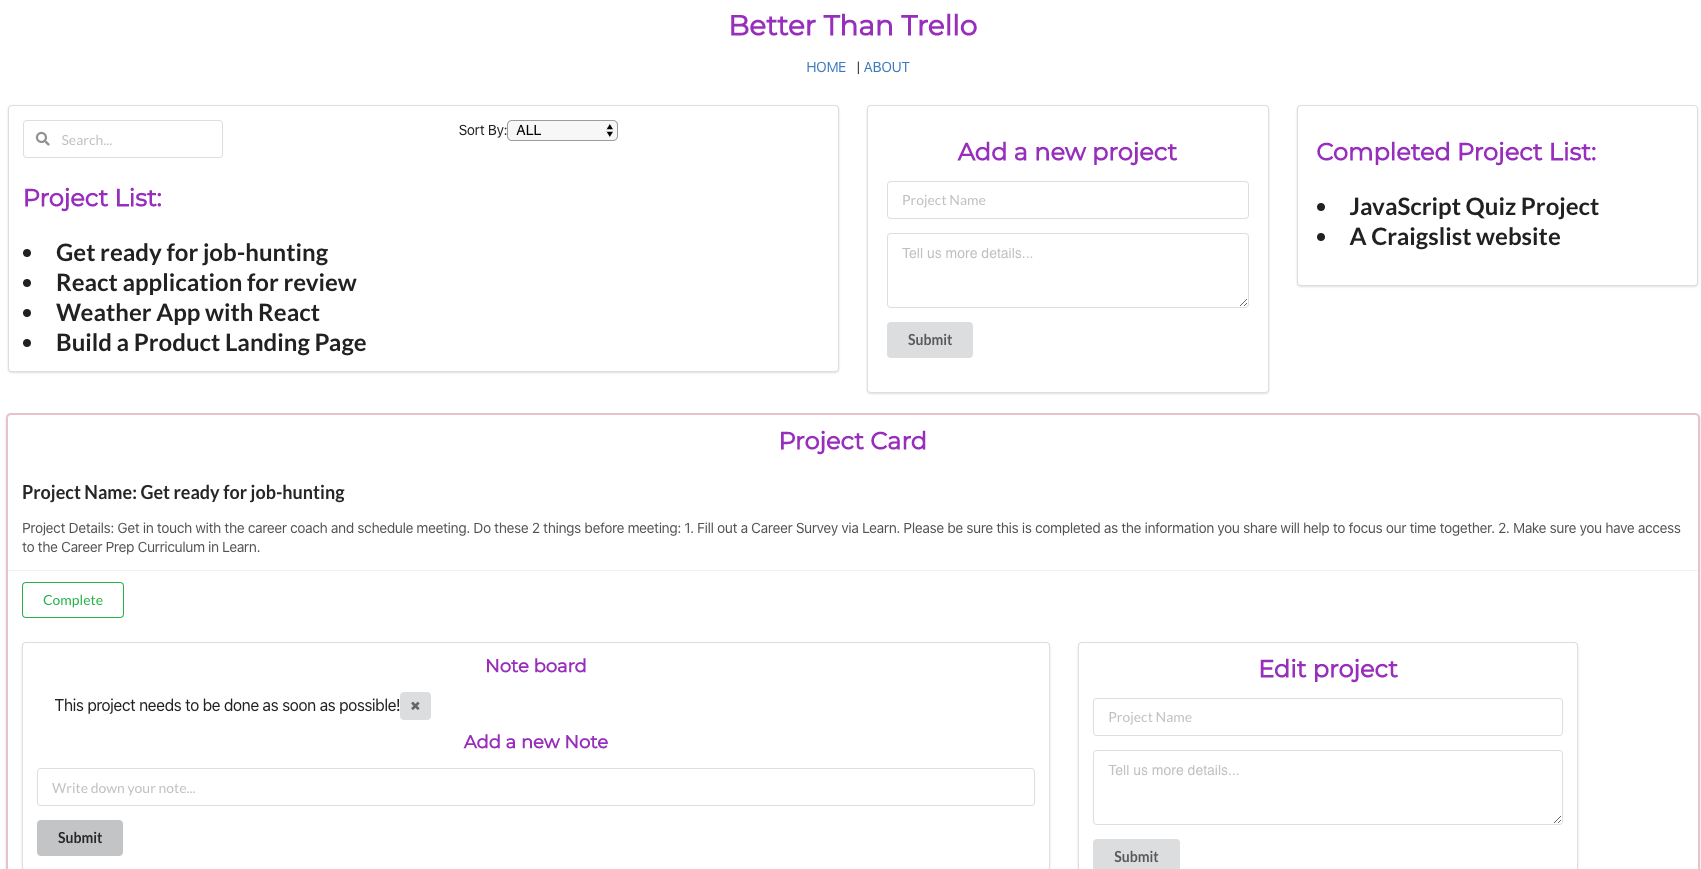 Better Than Trello
HOME | ABOUT
Search...
Sort By: ALL
Project List:
• Get ready for job-hunting
• React application for review
• Weather App with React
• Build a Product Landing Page
Add a new project
Project Name
Tell us more details...
Submit
Completed Project List:
• JavaScript Quiz Project
• A Craigslist website
Project Card
Project Name: Get ready for job-hunting
Project Details: Get in touch with the career coach and schedule meeting. Do these 2 things before meeting: 1. Fill out a Career Survey via Learn. Please be sure this is completed as the information you share will help to focus our time together. 2. Make sure you have access
to the Career Prep Curriculum in Learn.
Complete
Note board
This project needs to be done as soon as possible!
Add a new Note
Write down your note...
Submit
Edit project
Project Name
Tell us more details...
Submit